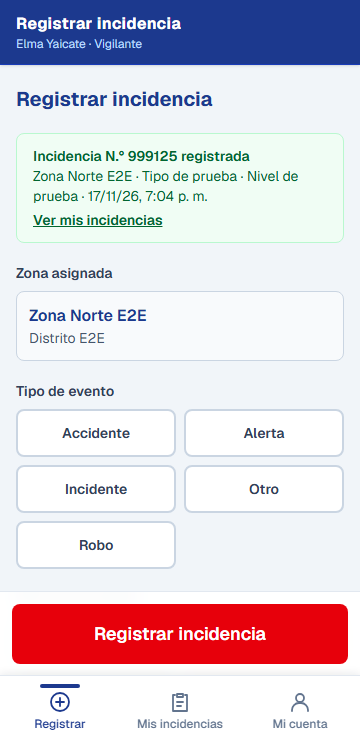 Registrar incidencia
Elma Yaicate · Vigilante
Registrar incidencia
Incidencia N.° 999125 registrada
Zona Norte E2E · Tipo de prueba · Nivel de
prueba · 17/11/26, 7:04 p. m.
Ver mis incidencias
Zona asignada
Zona Norte E2E
Distrito E2E
Tipo de evento
Accidente
Alerta
Incidente
Otro
Robo
Registrar incidencia
Registrar
Mis incidencias
Mi cuenta